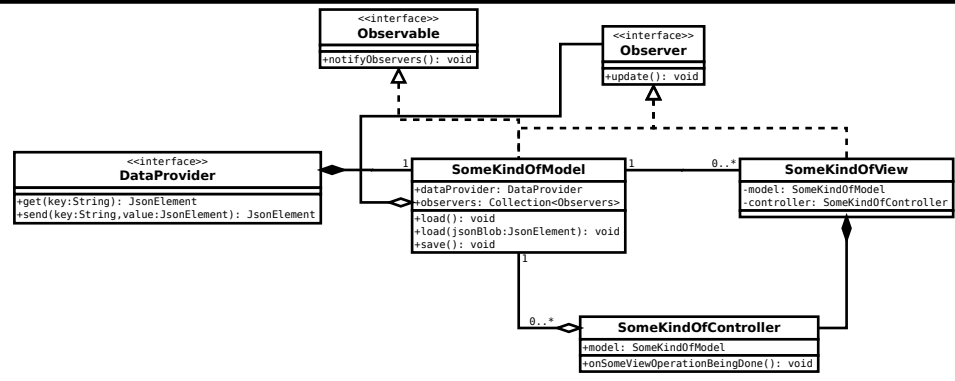 <<interface>>
Observable
+notifyObservers(): void
<<interface>>
Observer
+update(): void
<<interface>>
DataProvider
+get(key:String): JsonElement
+send(key:String,value:JsonElement): JsonElement
1
SomeKindOfModel
+dataProvider: DataProvider
+observers: Collection<Observers>
+load(): void
+load(jsonBlob:JsonElement): void
+save(): void
1
0..*
SomeKindOfView
-model: SomeKindOfModel
-controller: SomeKindOfController
1
0..*
SomeKindOfController
+model: SomeKindOfModel
+onSomeViewOperationBeingDone(): void